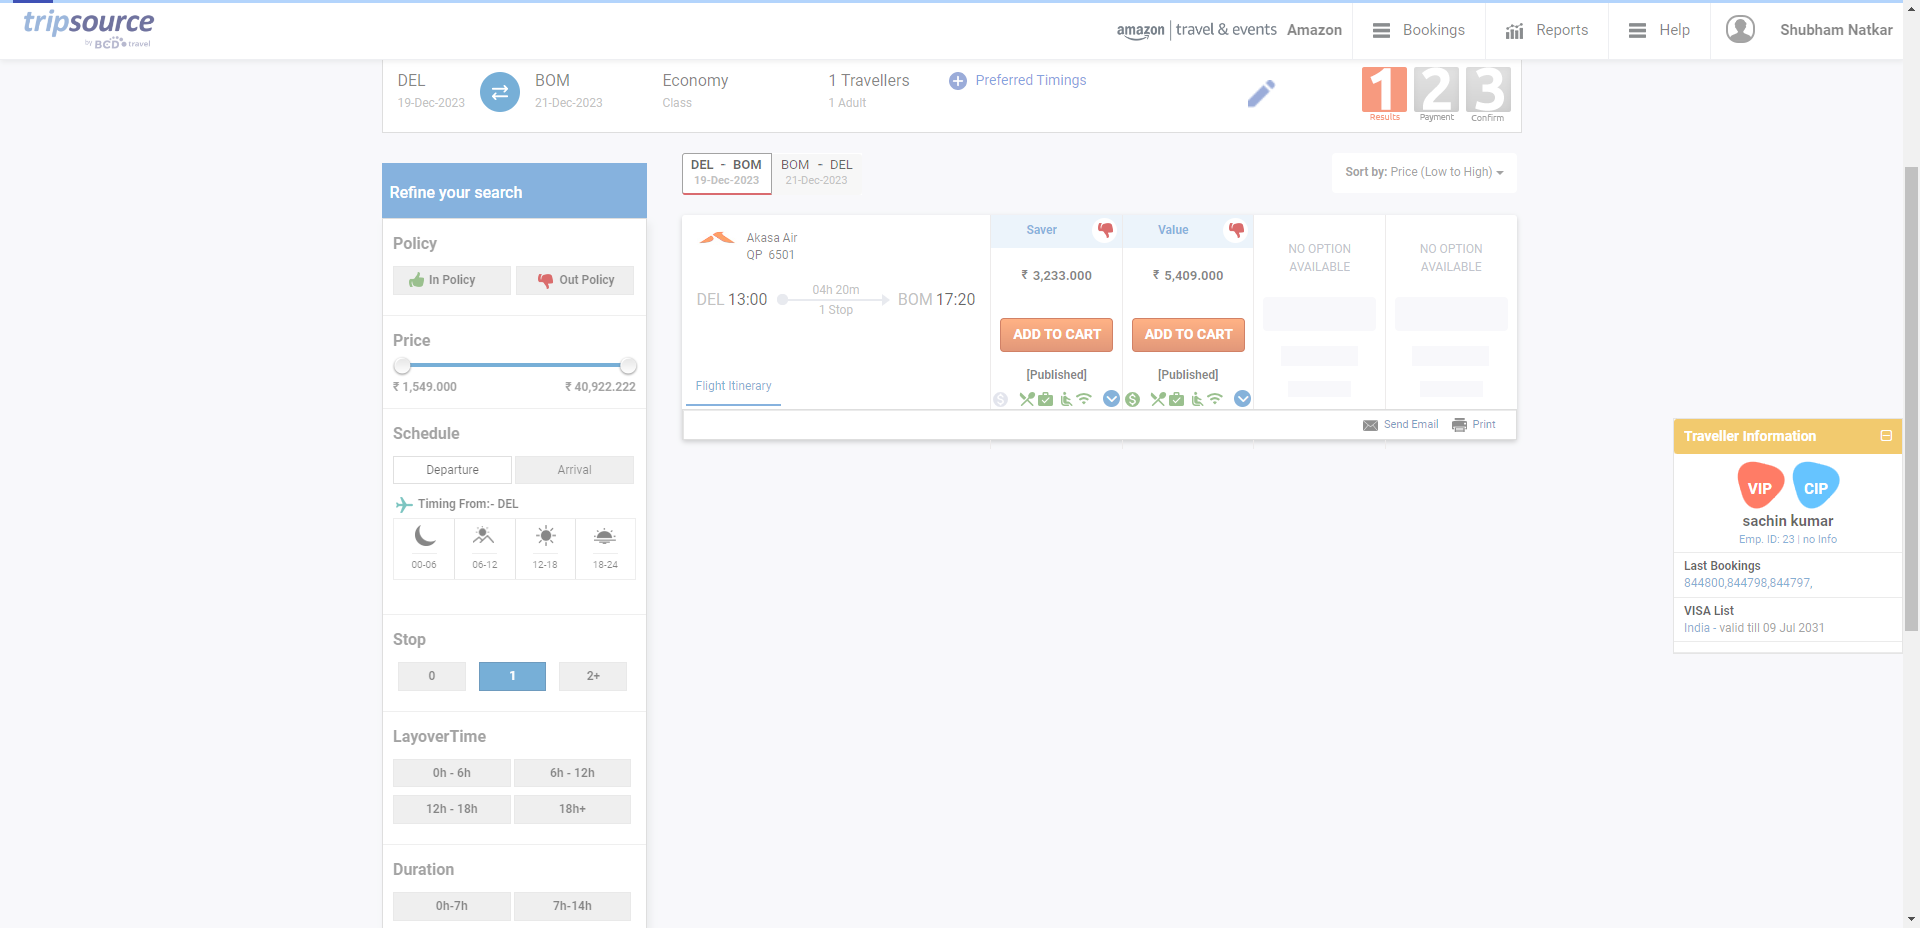 tripsource
by BCD travel
amazon | travel & events Amazon
Bookings
Reports
Help
Shubham Natkar
DEL
19-Dec-2023
BOM
21-Dec-2023
Economy
Class
1 Travellers
1 Adult
Preferred Timings
1
Results
2
Payment
3
Confirm
DEL - BOM
19-Dec-2023
BOM - DEL
21-Dec-2023
Sort by: Price (Low to High)
Refine your search
Policy
In Policy
Out Policy
Price
₹ 1,549.000
₹ 40,922.222
Schedule
Departure
Arrival
Timing From:- DEL
00-06
06-12
12-18
18-24
Stop
0
1
2+
LayoverTime
0h - 6h
6h - 12h
12h - 18h
18h+
Duration
0h-7h
7h-14h
Akasa Air
QP 6501
DEL 13:00
04h 20m
1 Stop
BOM 17:20
Flight Itinerary
Saver
₹ 3,233.000
ADD TO CART
[Published]
Value
₹ 5,409.000
ADD TO CART
[Published]
NO OPTION
AVAILABLE
NO OPTION
AVAILABLE
Send Email
Print
Traveller Information
VIP
CIP
sachin kumar
Emp. ID: 23 | no info
Last Bookings
844800,844798,844797,
VISA List
India - valid till 09 Jul 2031